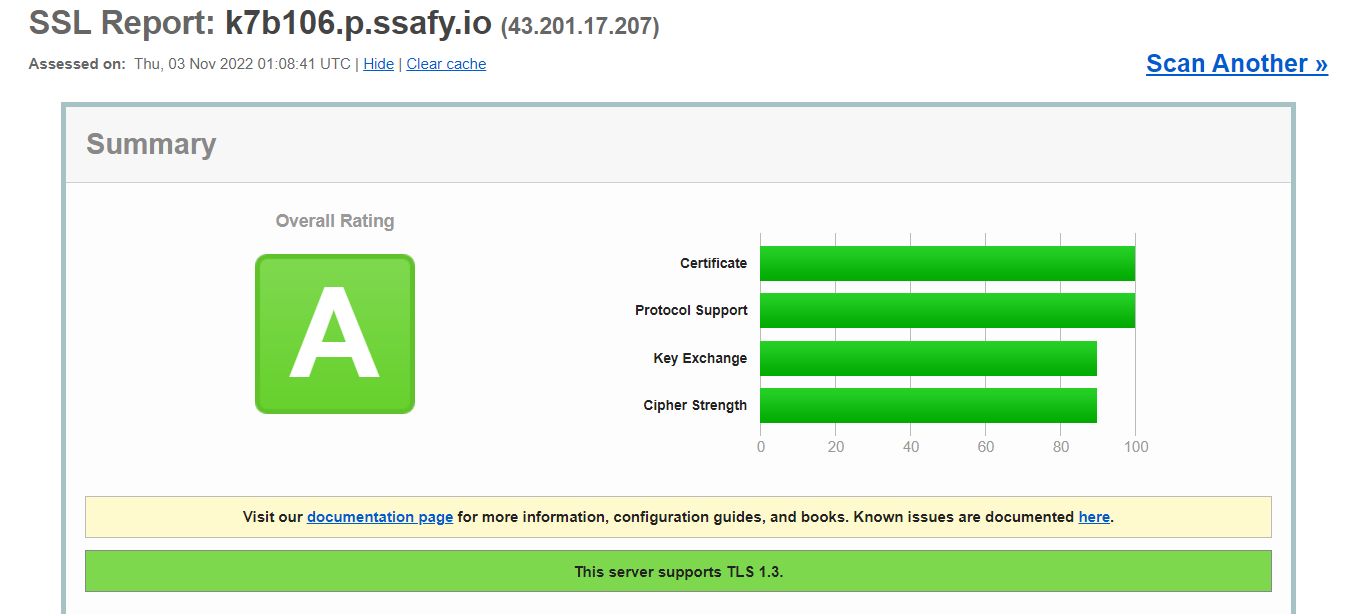 SSL Report: k7b106.p.ssafy.io (43.201.17.207)
Assessed on: Thu, 03 Nov 2022 01:08:41 UTC | Hide | Clear cache
Scan Another »
Summary
Overall Rating
A
Certificate
Protocol Support
Key Exchange
Cipher Strength
0 20 40 60 80 100
Visit our documentation page for more information, configuration guides, and books. Known issues are documented here.
This server supports TLS 1.3.